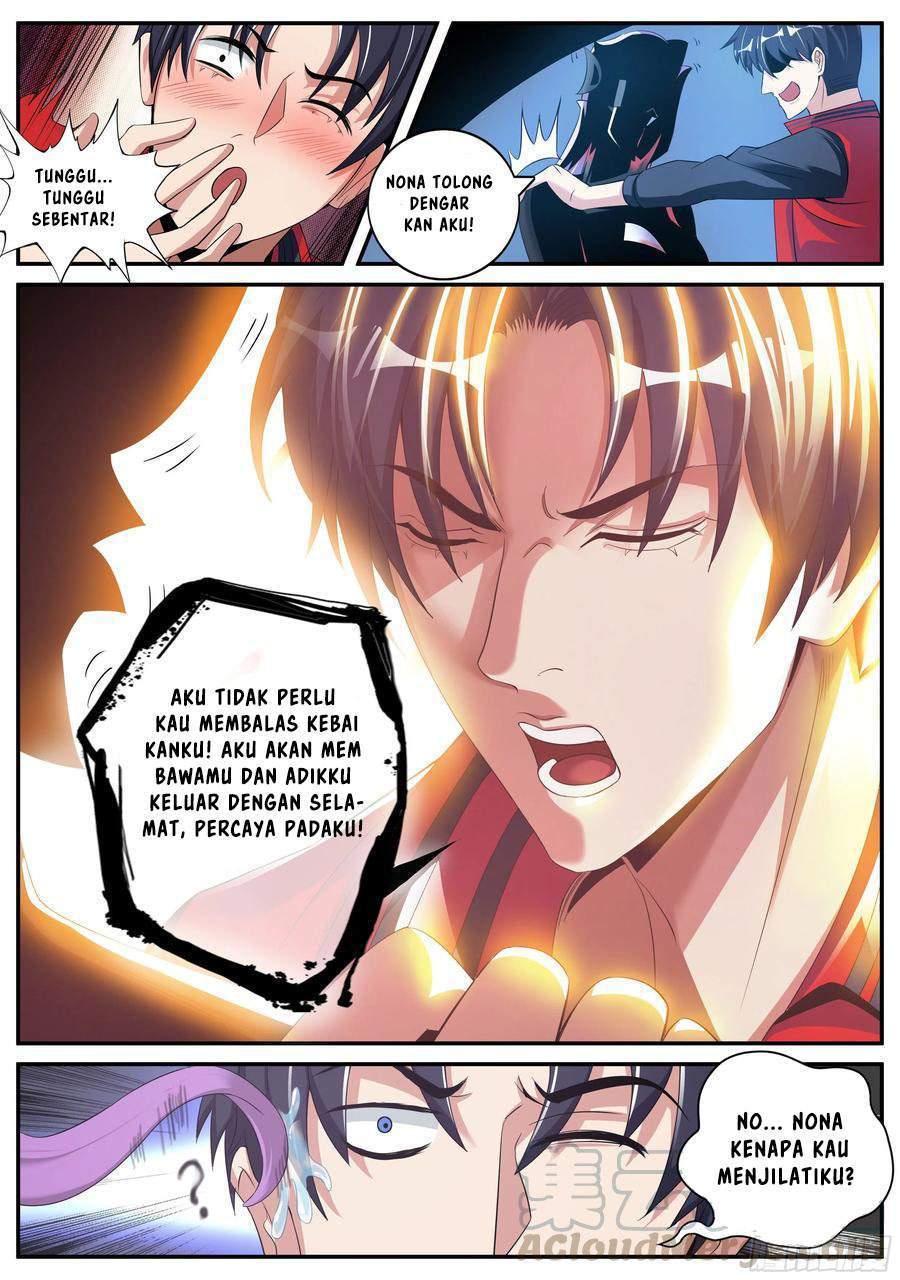 TUNGGU...
TUNGGU
SEBENTAR!
NONA TOLONG
DENGAR
KAN AKU!
AKU TIDAK PERLU
KAU MEMBALAS KEBAI
KANKU! AKU AKAN MEM
BAWAMU DAN ADIKKU
KELUAR DENGAN SELA-
MAT, PERCAYA PADAKU!
NO... NONA
KENAPA KAU
MENJILATIKU?
?